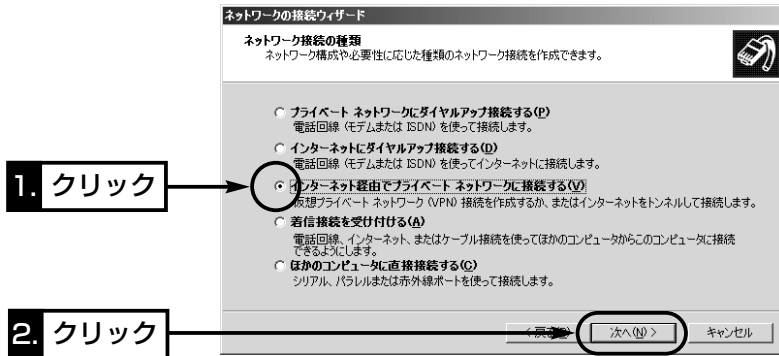 ネットワークの接続ウィザード
ネットワーク接続の種類
ネットワーク構成や必要性に応じた種類のネットワーク接続を作成できます。
プライベート ネットワークにダイヤルアップ接続する(P)
電話回線 (モデムまたは ISDN) を使って接続します。
インターネットにダイヤルアップ接続する(D)
電話回線 (モデムまたは ISDN) を使ってインターネットに接続します。
1. クリック
インターネット経由でプライベート ネットワークに接続する(V)
仮想プライベート ネットワーク (VPN) 接続を作成するか、またはインターネットをトンネルして接続します。
着信接続を受け付ける(A)
電話回線、インターネット、またはケーブル接続を使ってほかのコンピュータからこのコンピュータに接続
できるようにします。
ほかのコンピュータに直接接続する(C)
シリアル、パラレルまたは赤外線ポートを使って接続します。
2. クリック
< 戻る(B) 次へ(N) > キャンセル